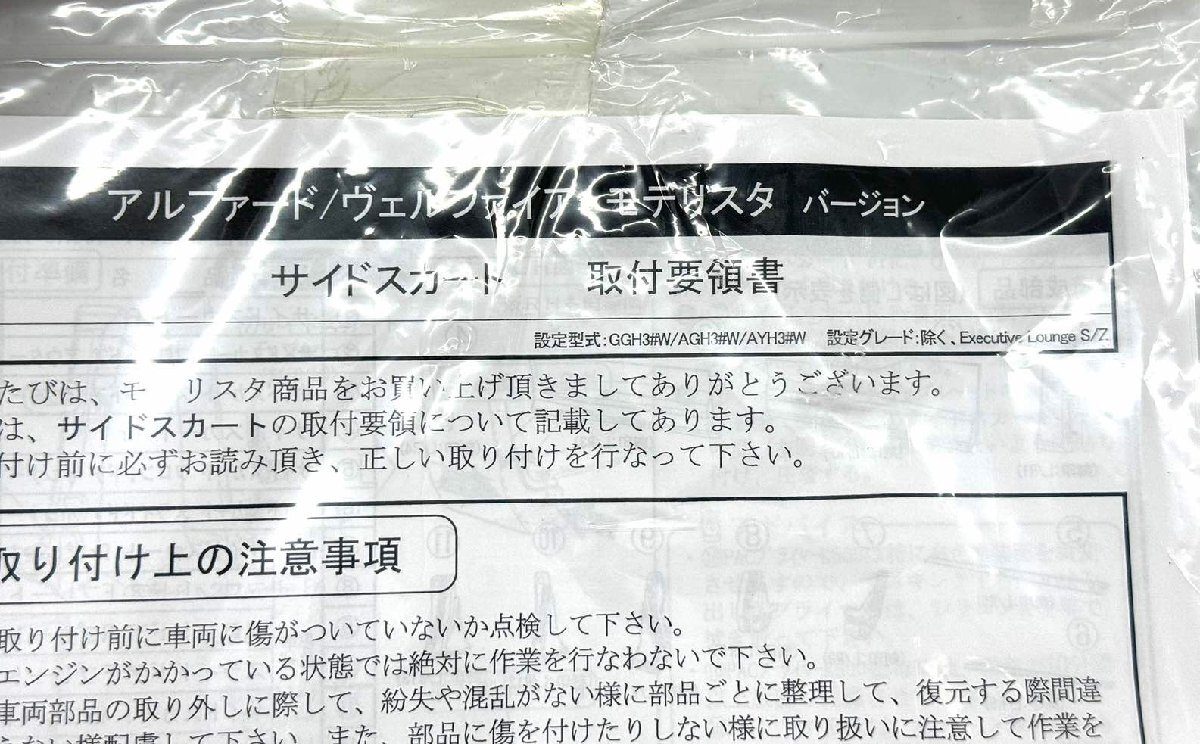 アルファード/ヴェルファイア モデリスタ バージョン
サイドスカート 取付要領書
設定型式:GGH3#W/AGH3#W/AYH3#W 設定グレード:除く、Executive Lounge S/Z
たびは、モ リスタ商品をお買い上げ頂きましてありがとうございます。
は、サイドスカートの取付要領について記載してあります。
付け前に必ずお読み頂き、正しい取り付けを行なって下さい。
取り付け上の注意事項
取り付け前に車両に傷がついていないか点検して下さい。
エンジンがかかっている状態では絶対に作業を行なわないで下さい。
車両部品の取り外しに際して、紛失や混乱がない様に部品ごとに整理して、復元する際間違
らない様配慮して下さい。また、部品に傷を付けたりしない様に取り扱いに注意して作業を